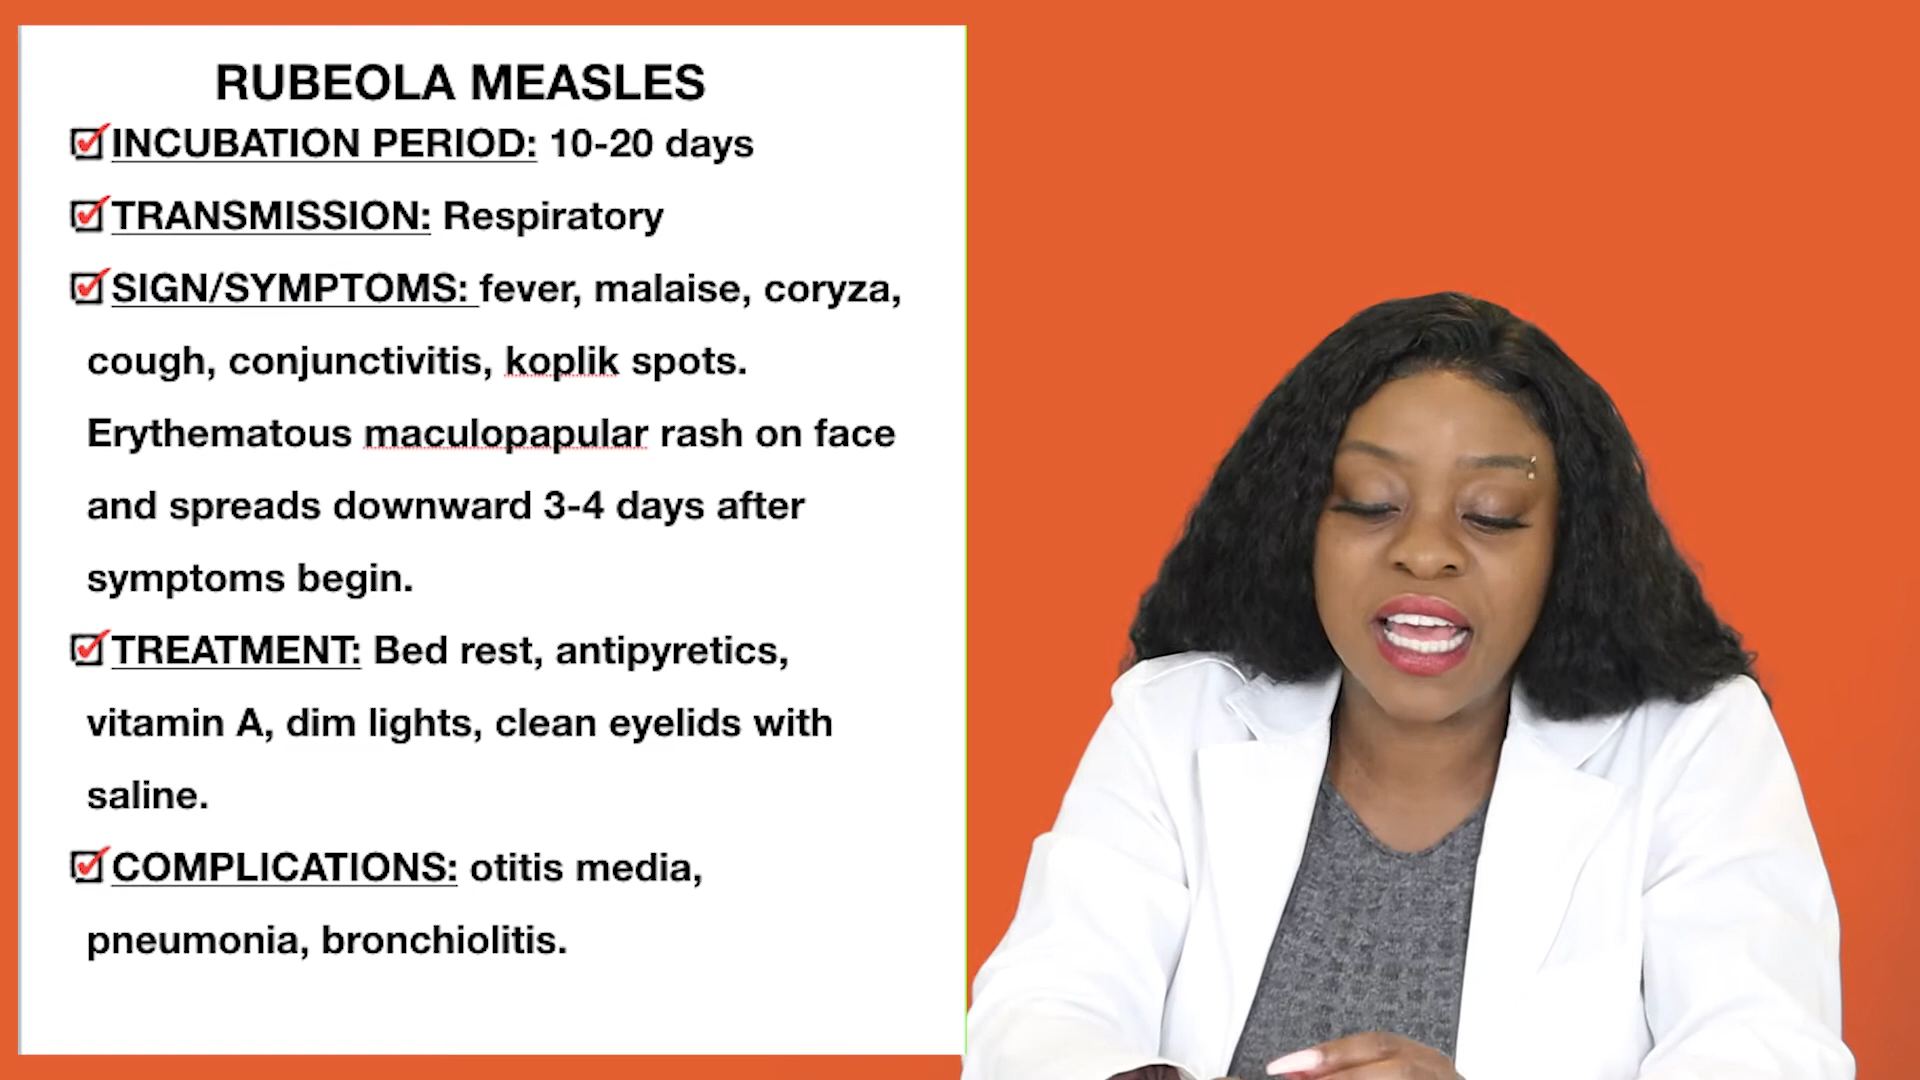 RUBEOLA MEASLES
INCUBATION PERIOD: 10-20 days
TRANSMISSION: Respiratory
SIGN/SYMPTOMS: fever, malaise, coryza,
cough, conjunctivitis, koplik spots.
Erythematous maculopapular rash on face
and spreads downward 3-4 days after
symptoms begin.
TREATMENT: Bed rest, antipyretics,
vitamin A, dim lights, clean eyelids with
saline.
COMPLICATIONS: otitis media,
pneumonia, bronchiolitis.